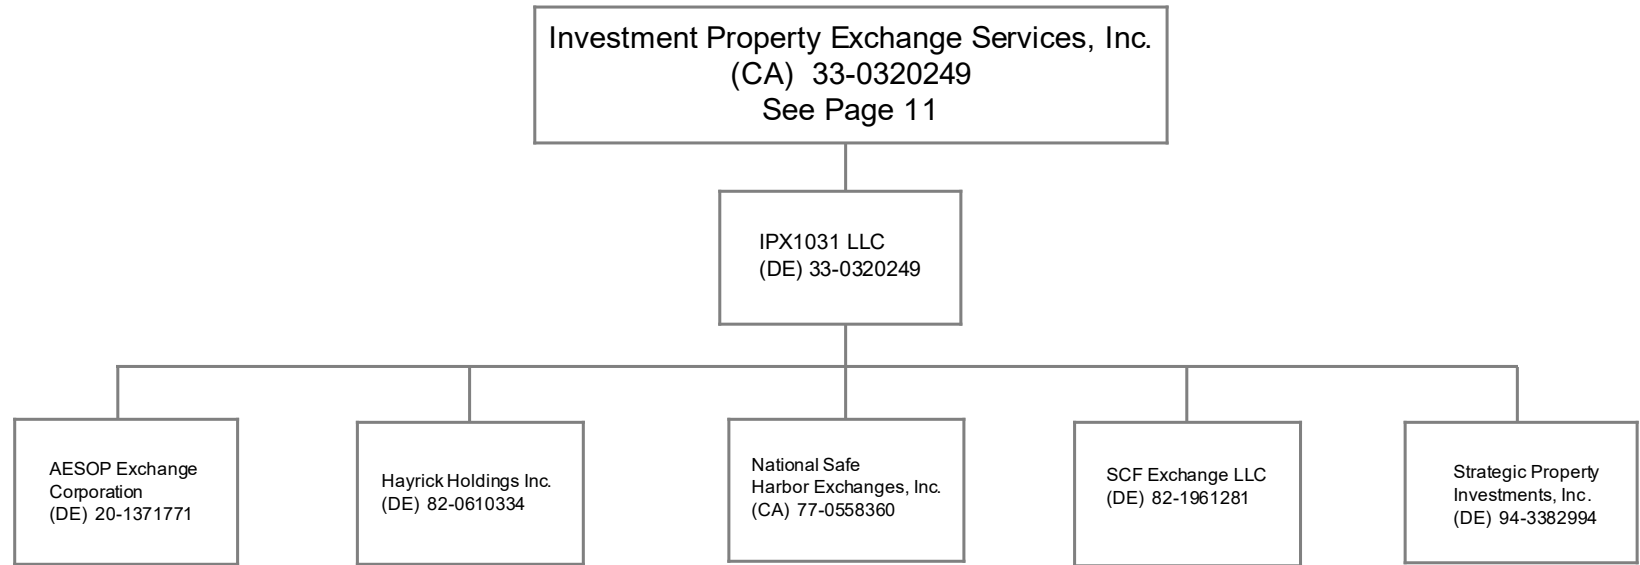 Investment Property Exchange Services, Inc.
(CA) 33-0320249
See Page 11
IPX1031 LLC
(DE) 33-0320249
AESOP Exchange
Corporation
(DE) 20-1371771
Hayrick Holdings Inc.
(DE) 82-0610334
National Safe
Harbor Exchanges, Inc.
(CA) 77-0558360
SCF Exchange LLC
(DE) 82-1961281
Strategic Property
Investments, Inc.
(DE) 94-3382994